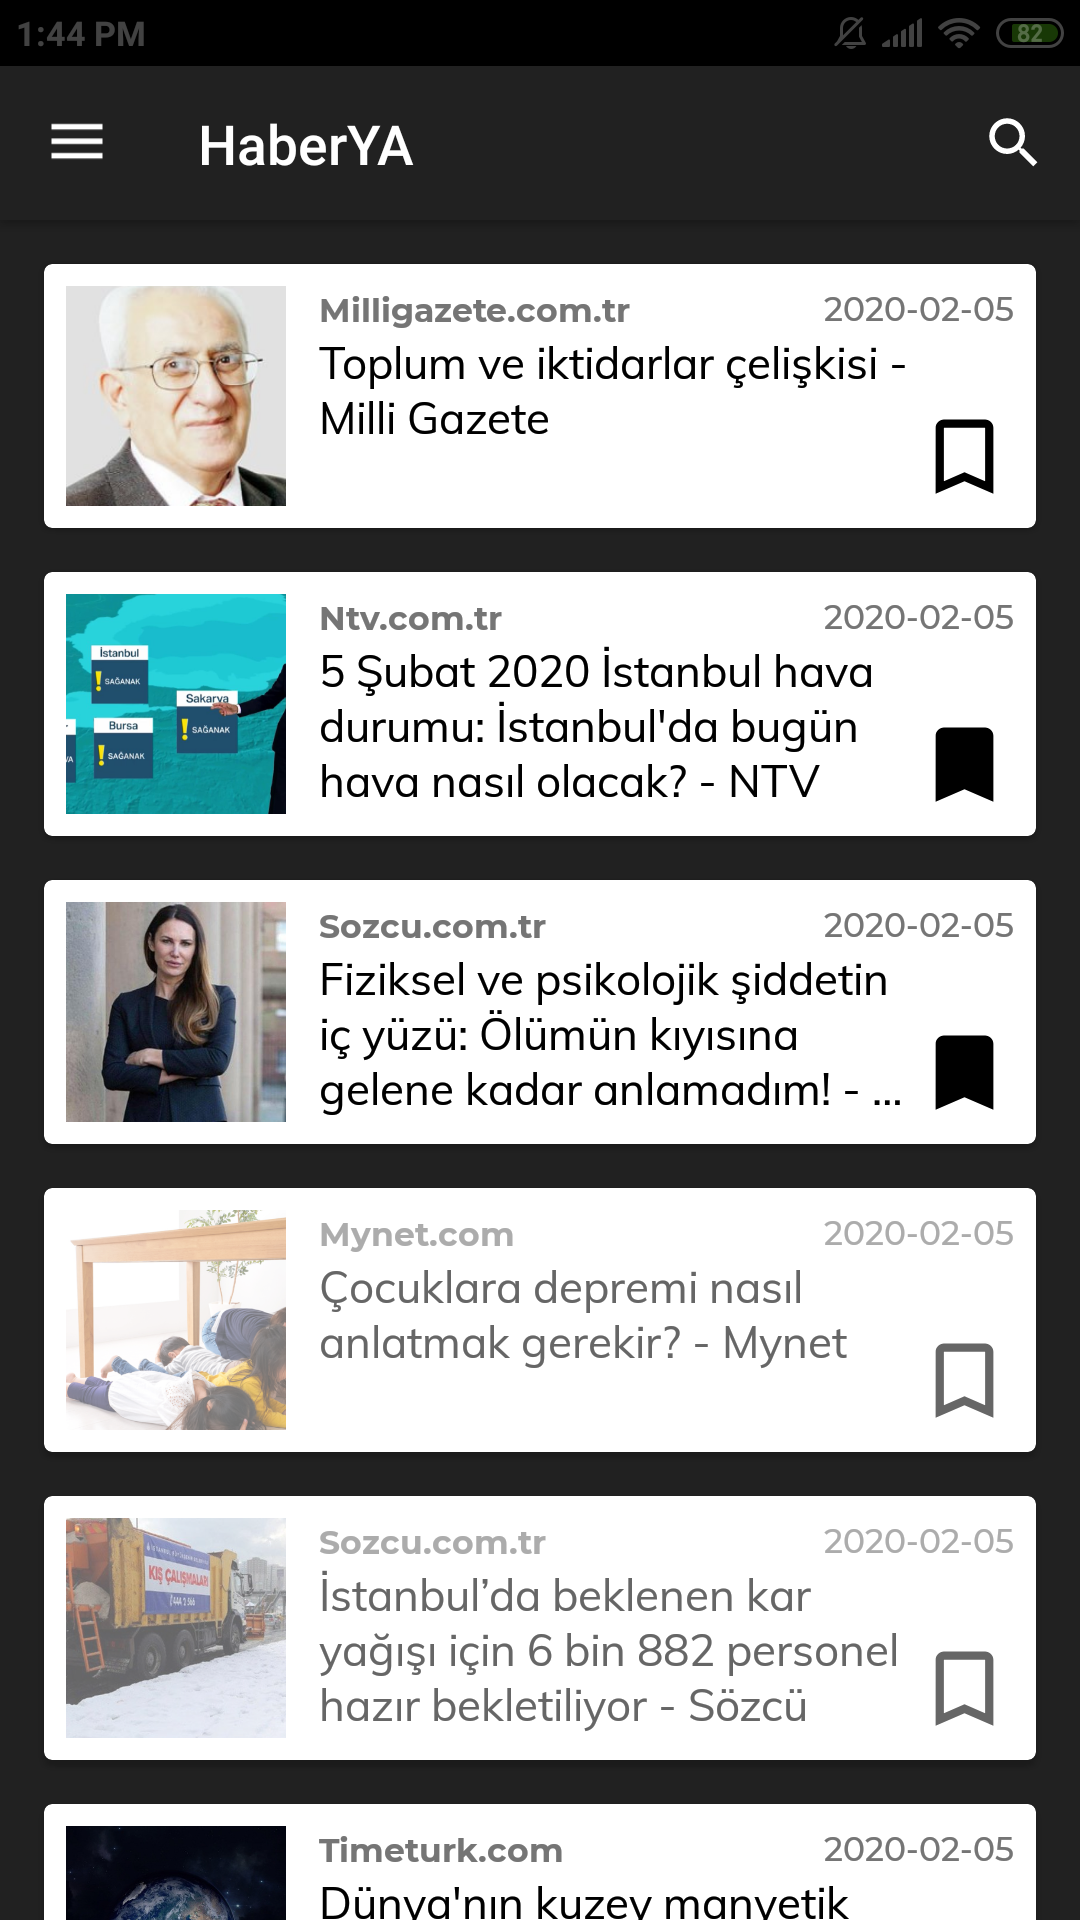 1:44 PM
82
HaberYA
Milligazete.com.tr
2020-02-05
Toplum ve iktidarlar çelişkisi -
Milli Gazete
İstanbul
SAĞANAK
Sakarya
SAĞANAK
Bursa
SAĞANAK
Ntv.com.tr
2020-02-05
5 Şubat 2020 İstanbul hava
durumu: İstanbul'da bugün
hava nasıl olacak? - NTV
Sozcu.com.tr
2020-02-05
Fiziksel ve psikolojik şiddetin
iç yüzü: Ölümün kıyısına
gelene kadar anlamadım! - ...
Mynet.com
2020-02-05
Çocuklara depremi nasıl
anlatmak gerekir? - Mynet
KIŞ ÇALIŞMALARI
Sozcu.com.tr
2020-02-05
İstanbul’da beklenen kar
yağışı için 6 bin 882 personel
hazır bekletiliyor - Sözcü
Timeturk.com
2020-02-05
Dünya'nın kuzey manyetik